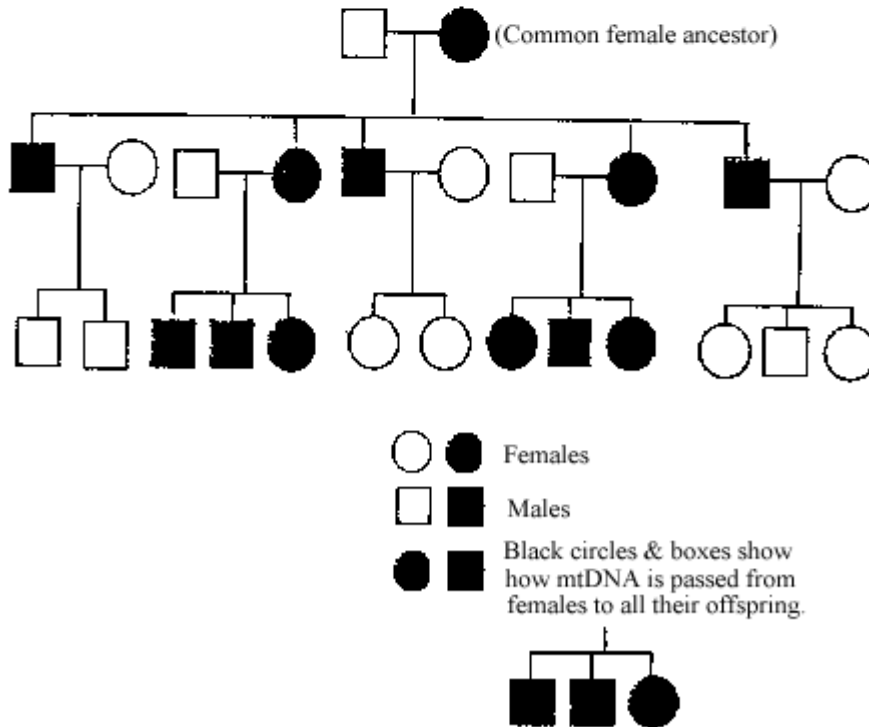 (Common female ancestor)
Females
Males
Black circles & boxes show
how mtDNA is passed from
females to all their offspring.